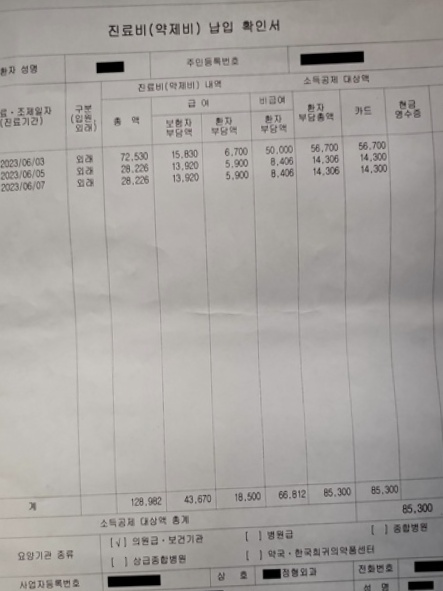 진료비(약제비) 납입 확인서
환자 성명 주민등록번호
진료비(약제비) 내역 소득공제 대상액
료·조제일자 (진료기간) 구분 (입원, 외래) 총 액 급 여 비급여 환자 부담총액 카드 현금 영수증
보험자 부담액 환자 부담액 환자 부담액
2023/06/03 외래 72,530 15,830 6,700 50,000 56,700 56,700
2023/06/05 외래 28,226 13,920 5,900 8,406 14,306 14,300
2023/06/07 외래 28,226 13,920 5,900 8,406 14,306 14,300
계 128,982 43,670 18,500 66,812 85,300 85,300
소득공제 대상액 총계 85,300
요양기관 종류 [√] 의원급·보건기관 [ ] 병원급 [ ] 종합병원
[ ] 상급종합병원 [ ] 약국·한국희귀의약품센터
사업자등록번호 상 호 정형외과 전화번호
성 명